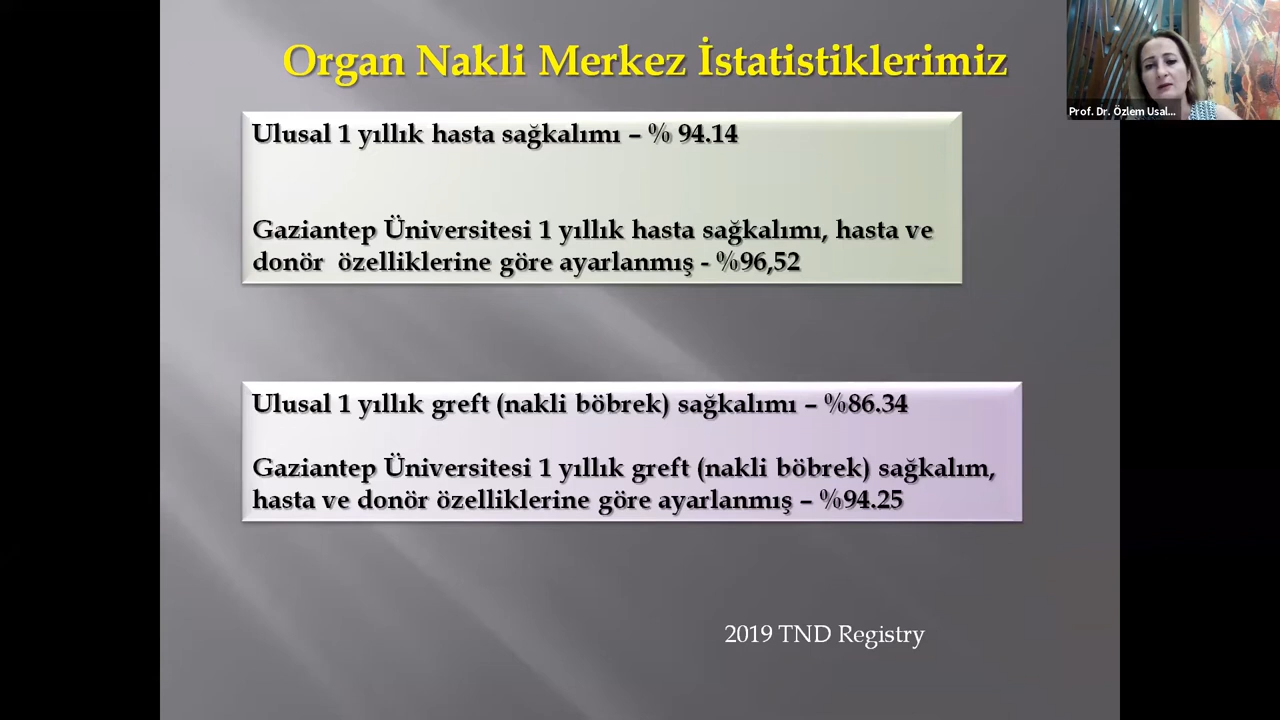 Organ Nakli Merkez İstatistiklerimiz
Prof. Dr. Özlem Usal...
Ulusal 1 yıllık hasta sağkalımı – % 94.14
Gaziantep Üniversitesi 1 yıllık hasta sağkalımı, hasta ve
donör özelliklerine göre ayarlanmış - %96,52
Ulusal 1 yıllık greft (nakli böbrek) sağkalımı – %86.34
Gaziantep Üniversitesi 1 yıllık greft (nakli böbrek) sağkalım,
hasta ve donör özelliklerine göre ayarlanmış – %94.25
2019 TND Registry